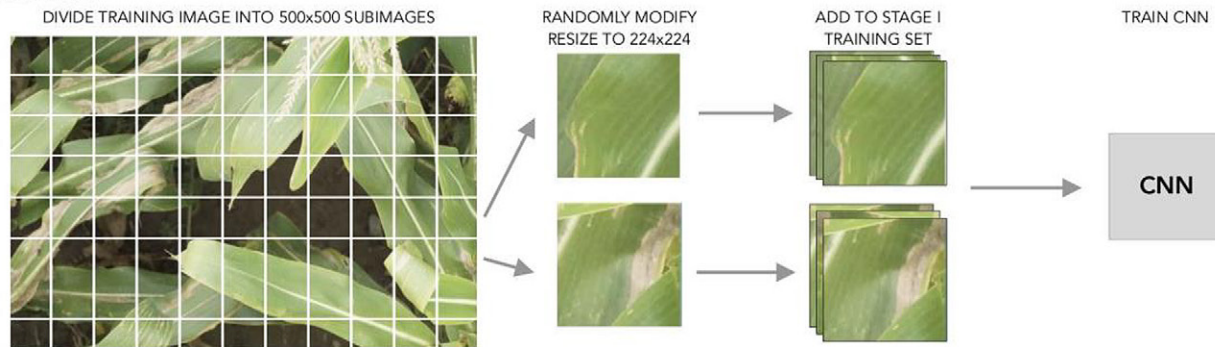 DIVIDE TRAINING IMAGE INTO 500x500 SUBIMAGES
RANDOMLY MODIFY
RESIZE TO 224x224
ADD TO STAGE I
TRAINING SET
TRAIN CNN
CNN